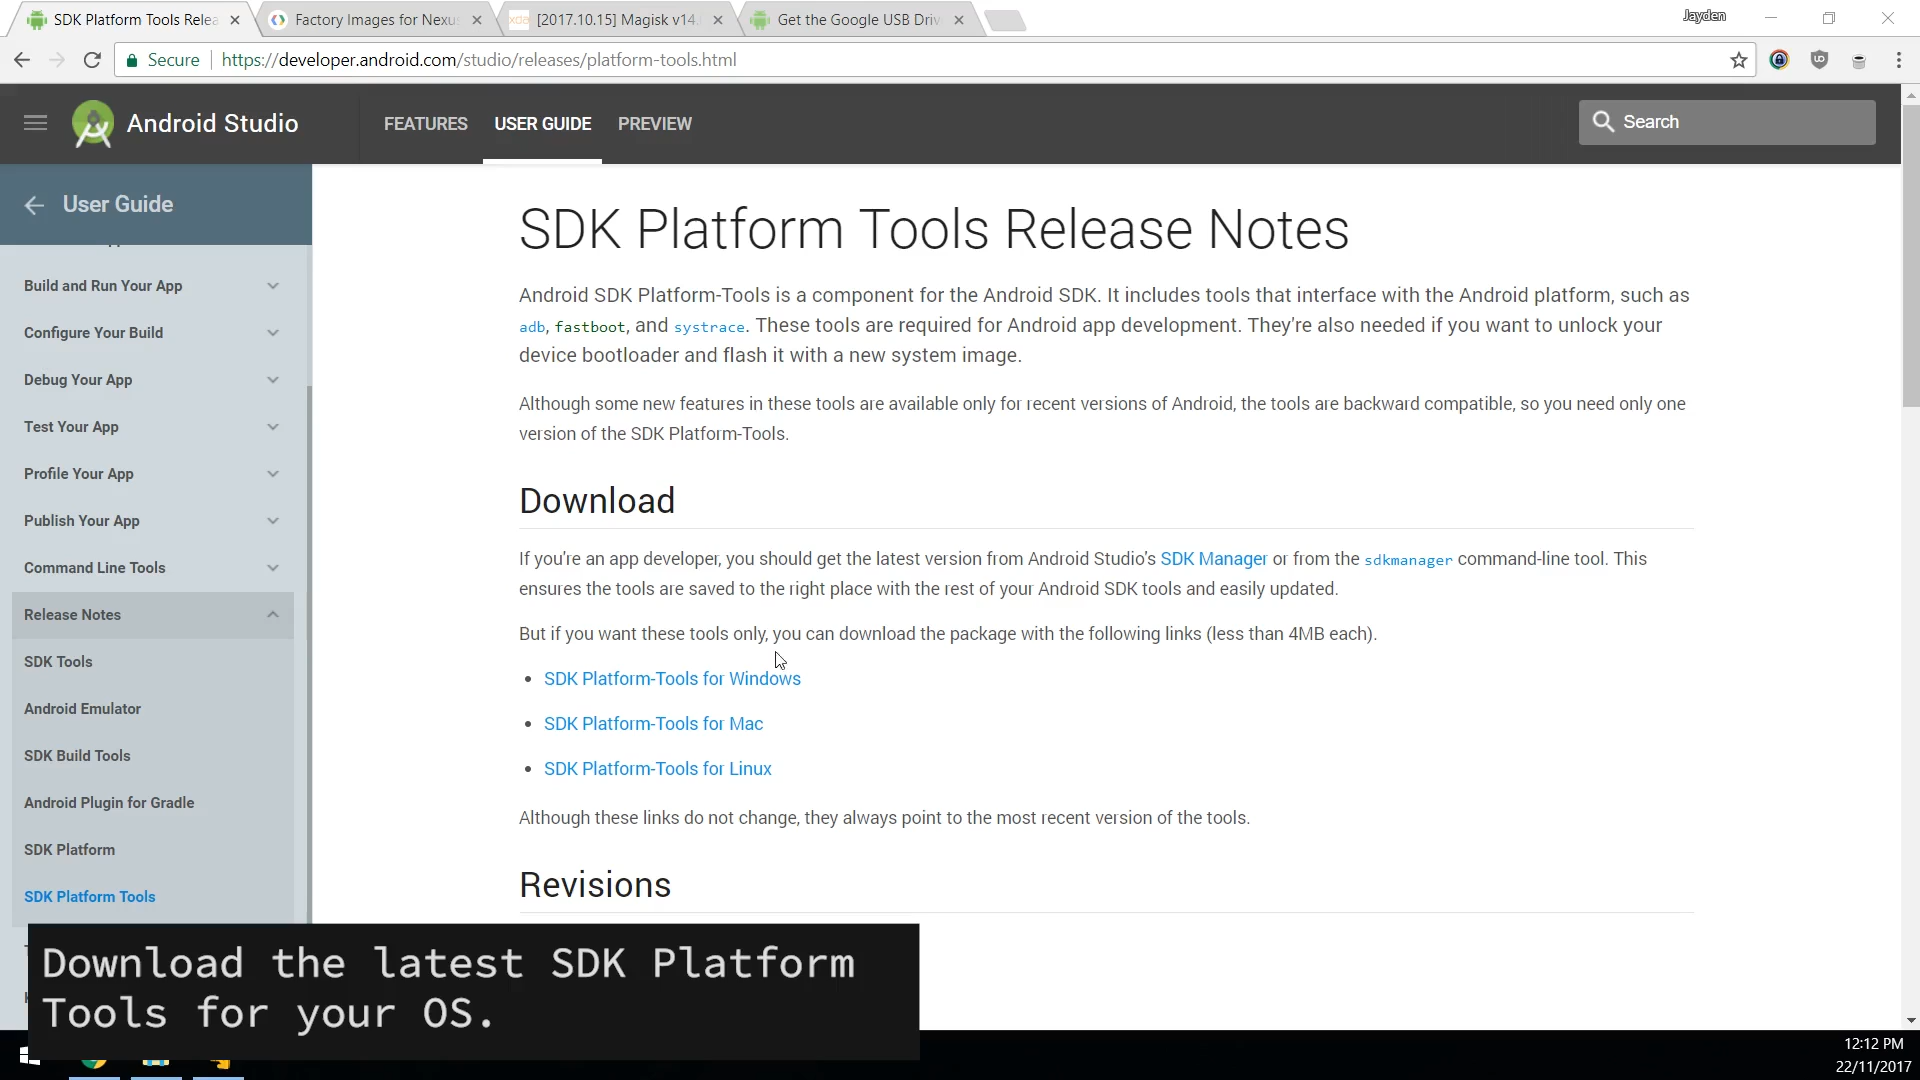 SDK Platform Tools Relea
Factory Images for Nexus
[2017.10.15] Magisk v14.
Get the Google USB Driv
Jayden
Secure
https://developer.android.com/studio/releases/platform-tools.html
Android Studio
FEATURES
USER GUIDE
PREVIEW
Search
User Guide
Build and Run Your App
Configure Your Build
Debug Your App
Test Your App
Profile Your App
Publish Your App
Command Line Tools
Release Notes
SDK Tools
Android Emulator
SDK Build Tools
Android Plugin for Gradle
SDK Platform
SDK Platform Tools
SDK Platform Tools Release Notes
Android SDK Platform-Tools is a component for the Android SDK. It includes tools that interface with the Android platform, such as
adb, fastboot, and systrace. These tools are required for Android app development. They're also needed if you want to unlock your
device bootloader and flash it with a new system image.
Although some new features in these tools are available only for recent versions of Android, the tools are backward compatible, so you need only one
version of the SDK Platform-Tools.
Download
If you're an app developer, you should get the latest version from Android Studio's SDK Manager or from the sdkmanager command-line tool. This
ensures the tools are saved to the right place with the rest of your Android SDK tools and easily updated.
But if you want these tools only, you can download the package with the following links (less than 4MB each).
• SDK Platform-Tools for Windows
• SDK Platform-Tools for Mac
• SDK Platform-Tools for Linux
Although these links do not change, they always point to the most recent version of the tools.
Revisions
Download the latest SDK Platform
Tools for your OS.
12:12 PM
22/11/2017